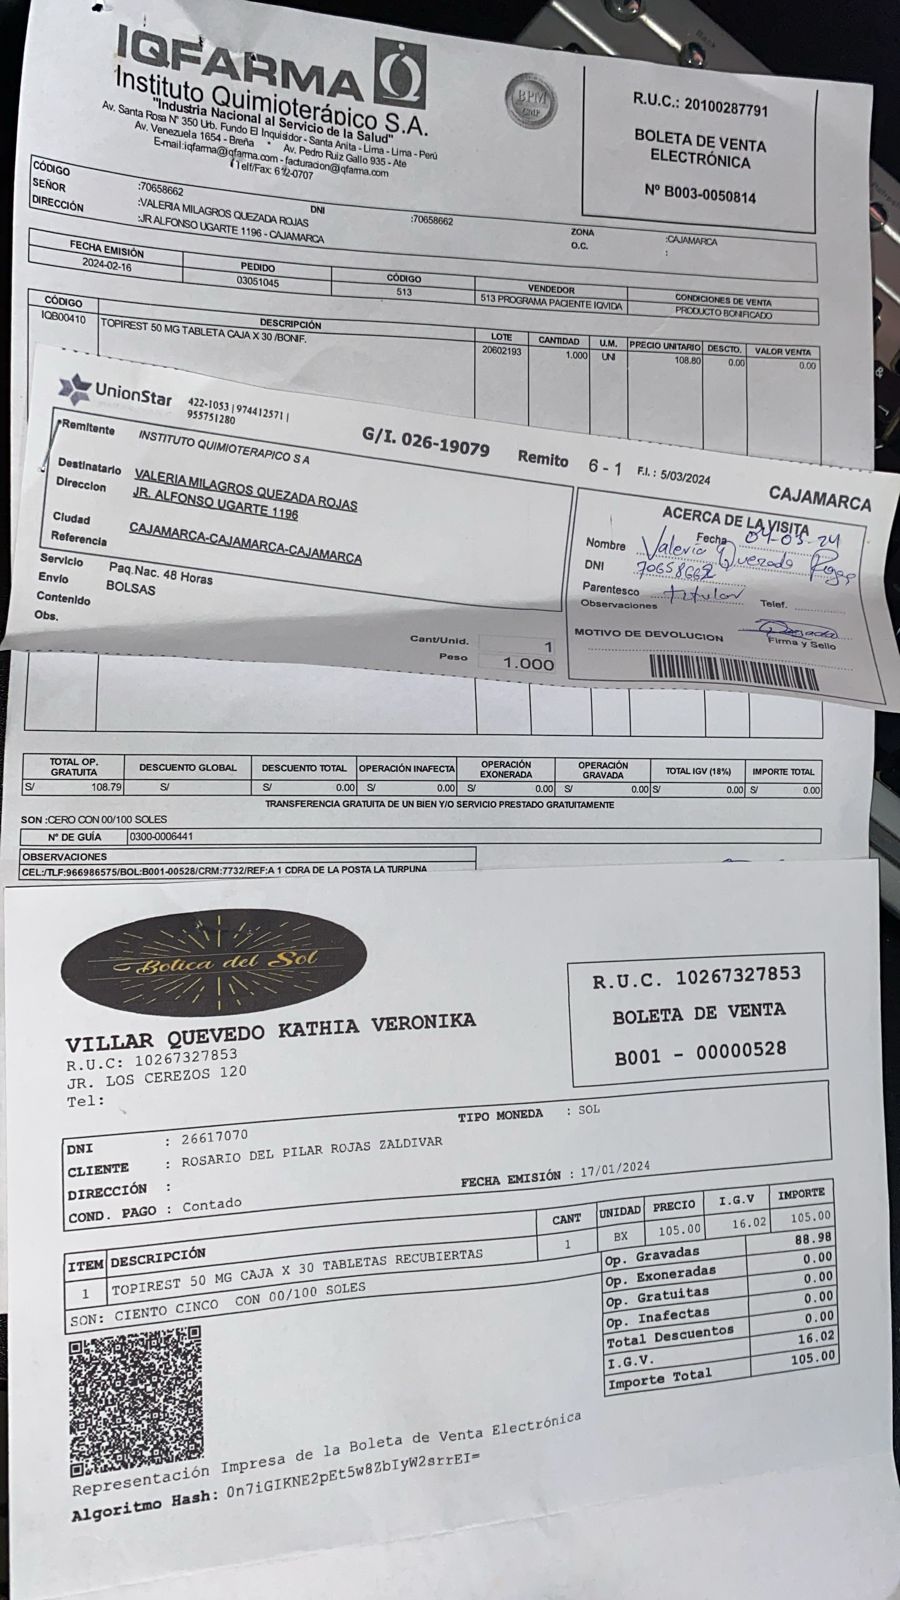 IQFARMA
Instituto Quimioterápico S.A.
"Industria Nacional al Servicio de la Salud"
Av. Santa Rosa N° 350 Urb. Fundo El Inquisidor - Santa Anita - Lima - Lima - Perú
Av. Venezuela 1654 - Breña * Av. Pedro Ruiz Gallo 935 - Ate
E-mail:iqfarma@iqfarma.com - facturacion@iqfarma.com
Telf/Fax: 612-0707
BPM
R.U.C.: 20100287791
BOLETA DE VENTA
ELECTRÓNICA
N° B003-0050814
CÓDIGO :70658662
SEÑOR :VALERIA MILAGROS QUEZADA ROJAS DNI :70658662
DIRECCIÓN :JR ALFONSO UGARTE 1196 - CAJAMARCA
ZONA :CAJAMARCA
O.C. :
FECHA EMISIÓN PEDIDO CÓDIGO VENDEDOR CONDICIONES DE VENTA
2024-02-16 03051045 513 513 PROGRAMA PACIENTE IQVIDA PRODUCTO BONIFICADO
CÓDIGO DESCRIPCIÓN LOTE CANTIDAD U.M. PRECIO UNITARIO DESCTO. VALOR VENTA
IQB00410 TOPIREST 50 MG TABLETA CAJA X 30 /BONIF. 20602193 1.000 UNI 108.80 0.00 0.00
UnionStar 422-1053 | 974412571 |
955751280
G/I. 026-19079 Remito 6 - 1 F.I. : 5/03/2024 CAJAMARCA
Remitente INSTITUTO QUIMIOTERAPICO S A
Destinatario VALERIA MILAGROS QUEZADA ROJAS
Direccion JR. ALFONSO UGARTE 1196
Ciudad CAJAMARCA-CAJAMARCA-CAJAMARCA
Referencia
Servicio Paq.Nac. 48 Horas
Envío BOLSAS
Contenido
Obs.
Cant/Unid. 1
Peso 1.000
ACERCA DE LA VISITA
Fecha 04-03-24
Nombre Valeria Quezada Rojas
DNI 70658662
Parentesco titular Telef.
Observaciones
MOTIVO DE DEVOLUCION
Firma y Sello
TOTAL OP. GRATUITA DESCUENTO GLOBAL DESCUENTO TOTAL OPERACIÓN INAFECTA OPERACIÓN EXONERADA OPERACIÓN GRAVADA TOTAL IGV (18%) IMPORTE TOTAL
S/ 108.79 S/ S/ 0.00 S/ 0.00 S/ 0.00 S/ 0.00 S/ 0.00 S/ 0.00
TRANSFERENCIA GRATUITA DE UN BIEN Y/O SERVICIO PRESTADO GRATUITAMENTE
SON :CERO CON 00/100 SOLES
N° DE GUÍA 0300-0006441
OBSERVACIONES
CEL:/TLF:966986575/BOL:B001-00528/CRM:7732/REF:A 1 CDRA DE LA POSTA LA TURPUNA
Botica del Sol
VILLAR QUEVEDO KATHIA VERONIKA
R.U.C: 10267327853
JR. LOS CEREZOS 120
Tel:
R.U.C. 10267327853
BOLETA DE VENTA
B001 - 00000528
DNI : 26617070 TIPO MONEDA : SOL
CLIENTE : ROSARIO DEL PILAR ROJAS ZALDIVAR
DIRECCIÓN : FECHA EMISIÓN : 17/01/2024
COND. PAGO : Contado
ITEM DESCRIPCIÓN CANT UNIDAD PRECIO I.G.V IMPORTE
1 TOPIREST 50 MG CAJA X 30 TABLETAS RECUBIERTAS 1 BX 105.00 16.02 105.00
SON: CIENTO CINCO CON 00/100 SOLES
Op. Gravadas 88.98
Op. Exoneradas 0.00
Op. Gratuitas 0.00
Op. Inafectas 0.00
Total Descuentos 0.00
I.G.V. 16.02
Importe Total 105.00
Representación Impresa de la Boleta de Venta Electrónica
Algoritmo Hash: 0n7iGIKNE2pEt5w8ZbIyW2srrEI=